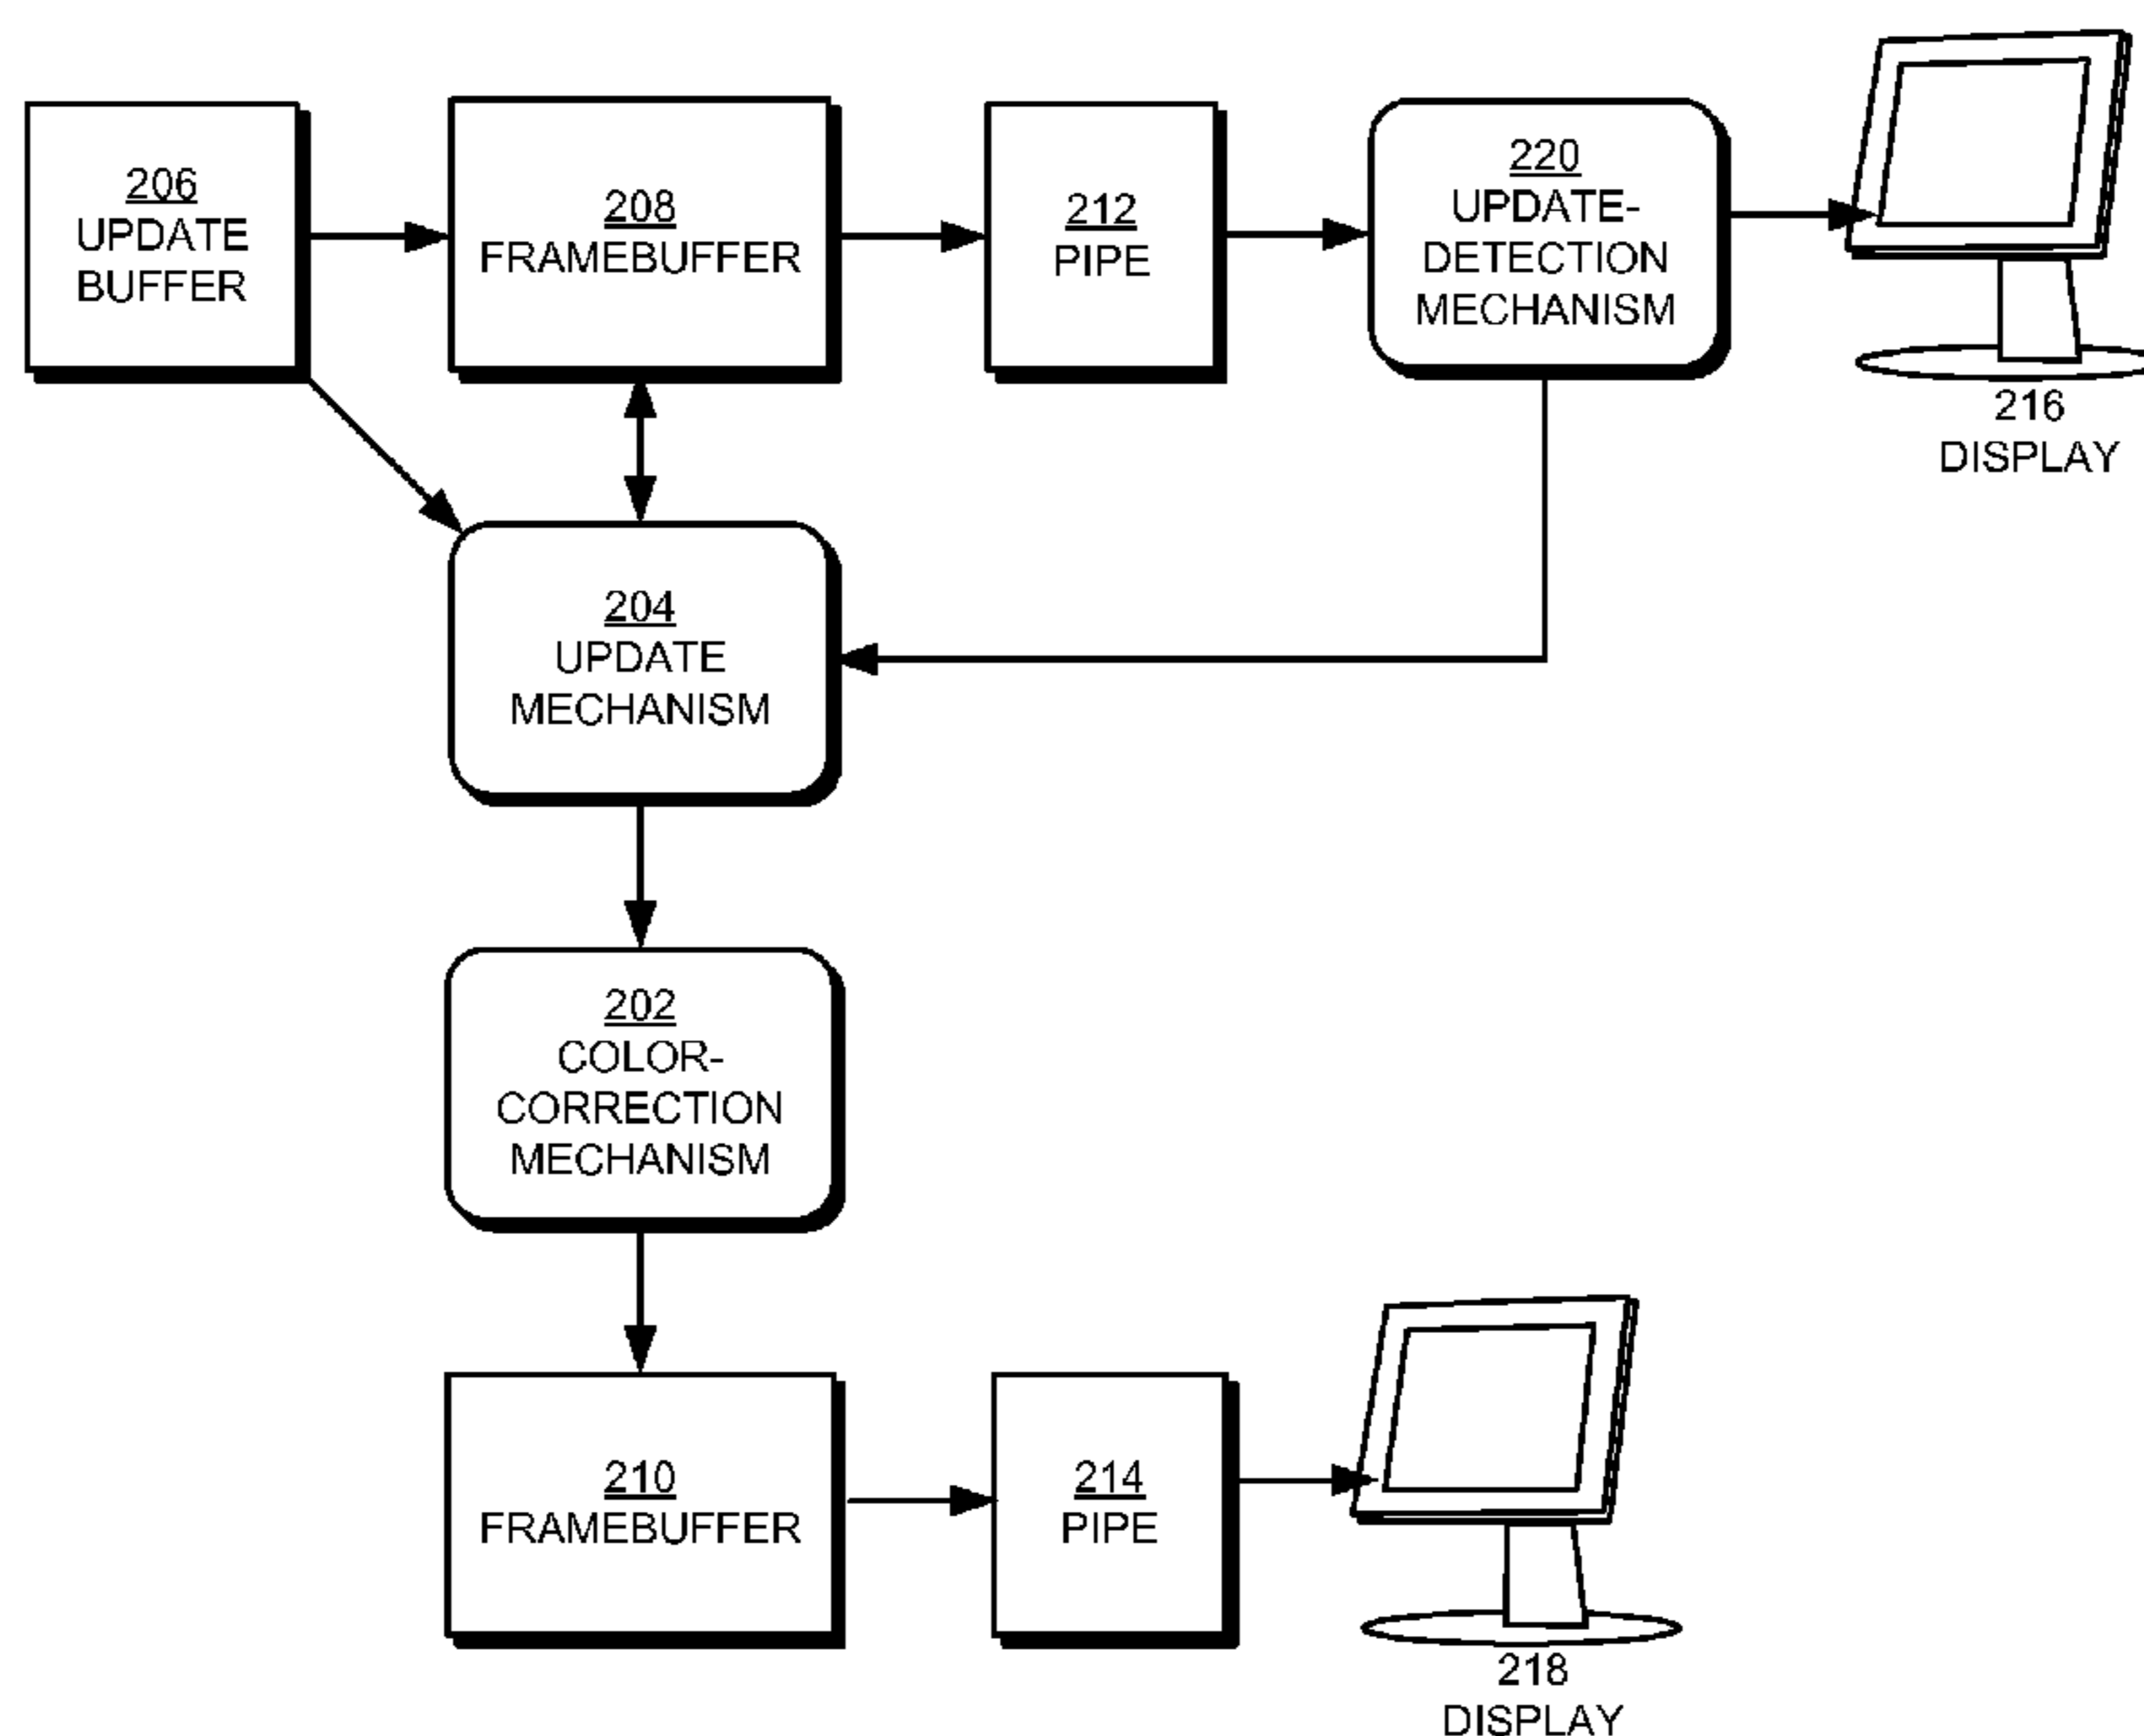 206
UPDATE
BUFFER
208
FRAMEBUFFER
212
PIPE
220
UPDATE-
DETECTION
MECHANISM
216
DISPLAY
204
UPDATE
MECHANISM
202
COLOR-
CORRECTION
MECHANISM
210
FRAMEBUFFER
214
PIPE
218
DISPLAY